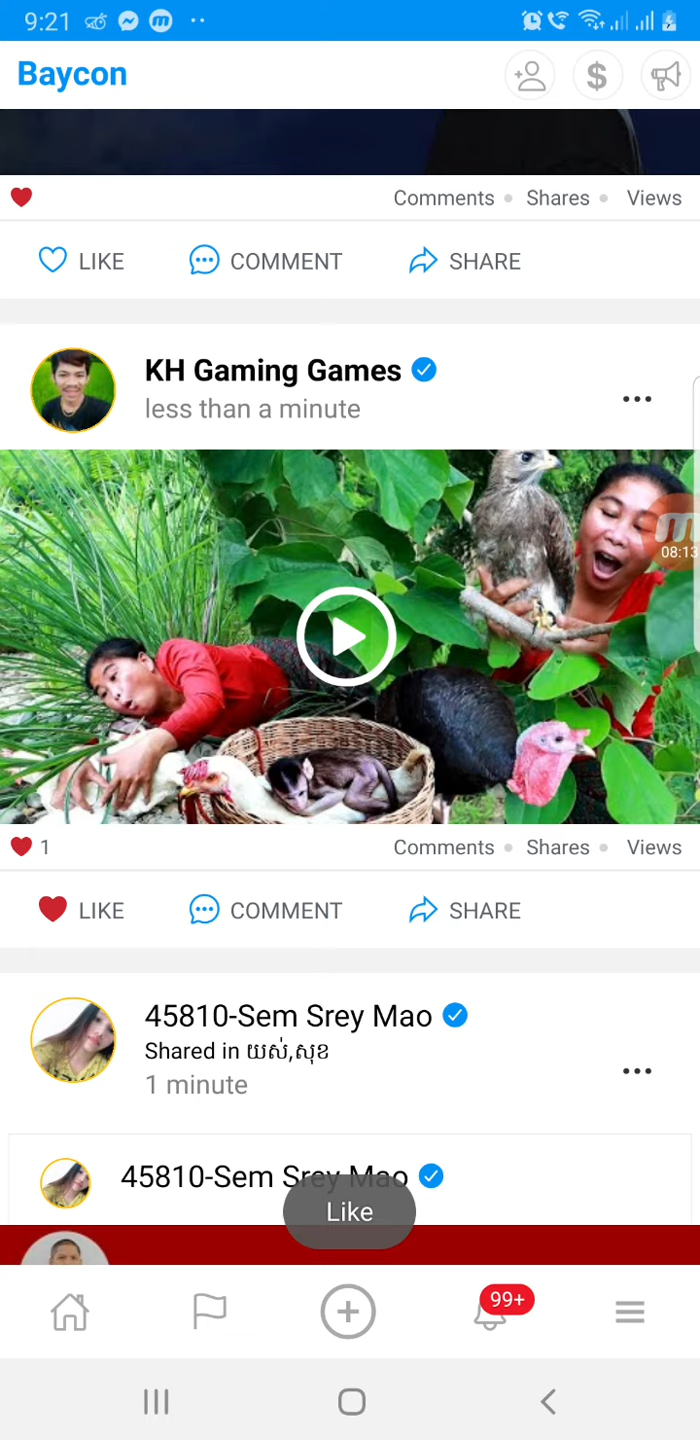 9:21
Baycon
Comments • Shares • Views
LIKE COMMENT SHARE
KH Gaming Games
less than a minute
08:13
1 Comments • Shares • Views
LIKE COMMENT SHARE
45810-Sem Srey Mao
Shared in យស់,សុខ
1 minute
45810-Sem Srey Mao
Like
99+